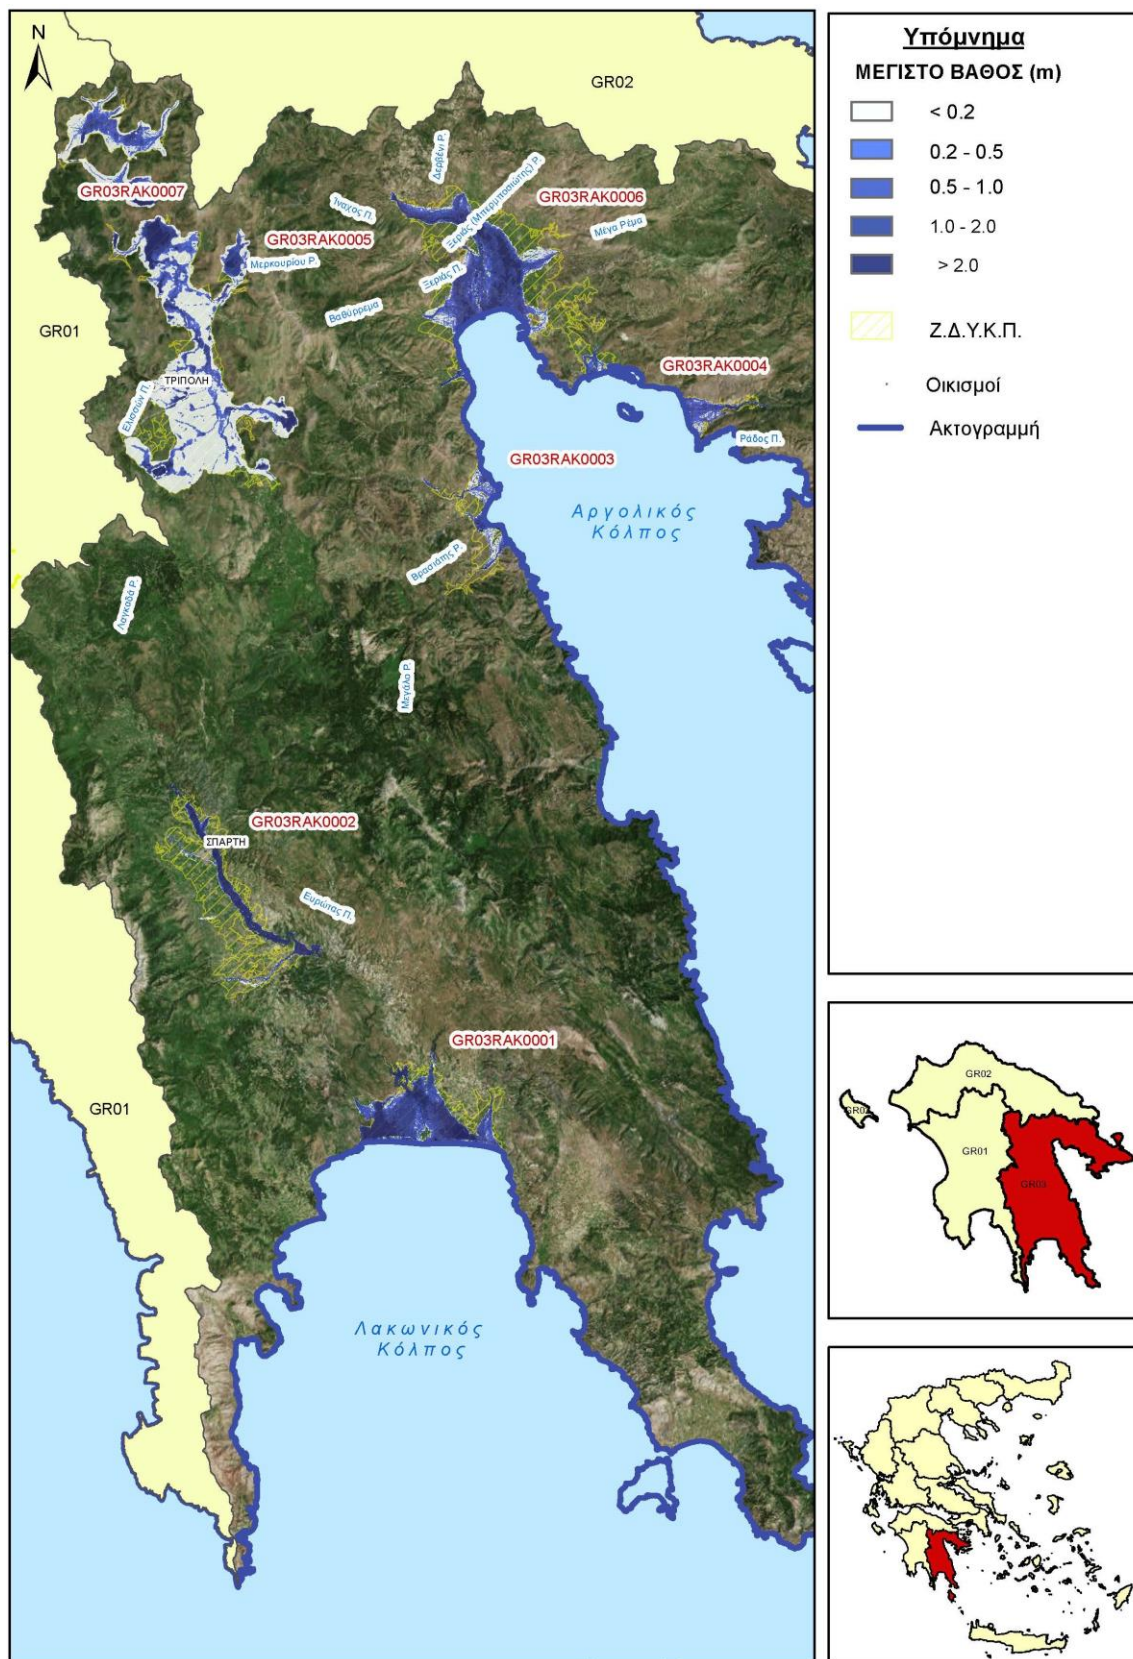 N
GR02
Δερβένι Ρ.
Ξεριάς (Μπερμπατιώτης) Ρ.
GR03RAK0007
GR03RAK0006
Ίναχος Π.
Μέγα Ρέμα
GR03RAK0005
Μερκουρίου Ρ.
Ξεριάς Π.
Βαθύρρεμα
GR01
GR03RAK0004
ΤΡΙΠΟΛΗ
Ελισσών Π.
Ράδος Π.
GR03RAK0003
Αργολικός
Κόλπος
Βρασιάτης Ρ.
Λαγκαδά Ρ.
Μεγάλο Ρ.
GR03RAK0002
ΣΠΑΡΤΗ
Ευρώτας Π.
GR03RAK0001
GR01
Λακωνικός
Κόλπος
Υπόμνημα
ΜΕΓΙΣΤΟ ΒΑΘΟΣ (m)
< 0.2
0.2 - 0.5
0.5 - 1.0
1.0 - 2.0
> 2.0
Ζ.Δ.Υ.Κ.Π.
Οικισμοί
Ακτογραμμή
GR02
GR02
GR01
GR03